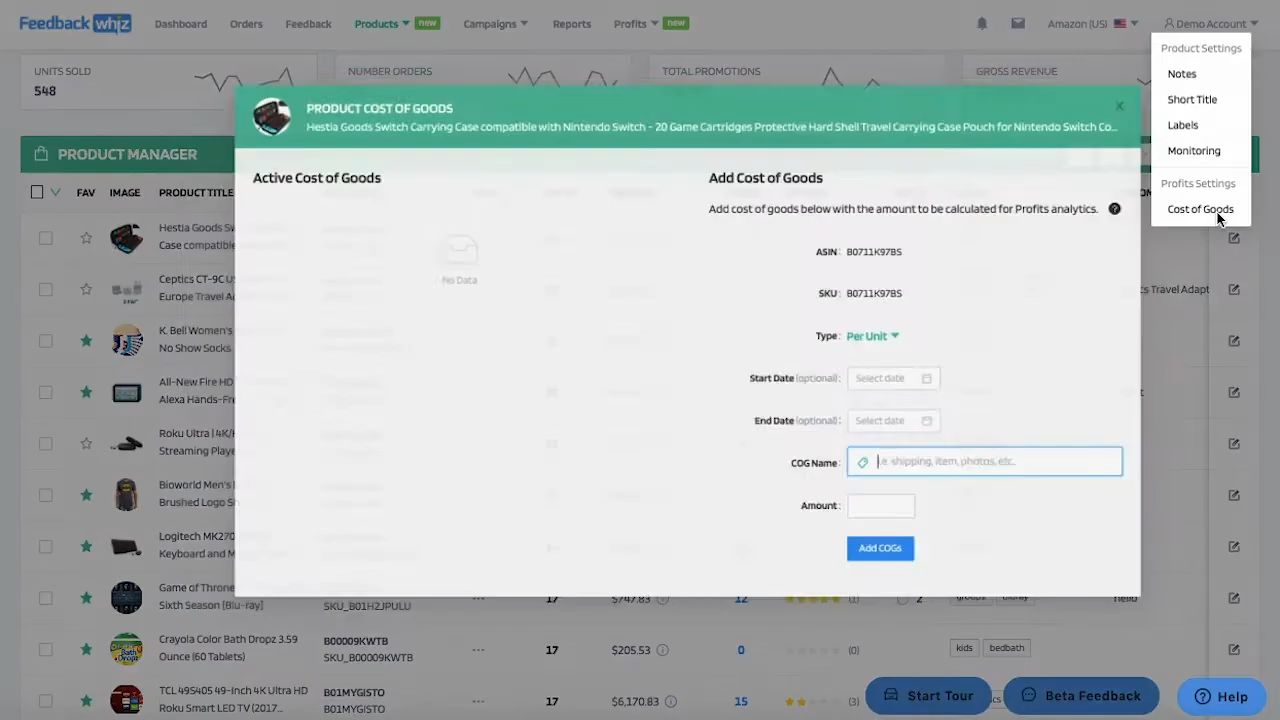 Feedback whiz
Dashboard
Orders
Feedback
Products
new
Campaigns
Reports
Profits
new
Amazon (US)
Demo Account
UNITS SOLD
548
NUMBER ORDERS
TOTAL PROMOTIONS
GROSS REVENUE
Product Settings
Notes
Short Title
Labels
Monitoring
Profits Settings
Cost of Goods
PRODUCT MANAGER
PRODUCT COST OF GOODS
Hestia Goods Switch Carrying Case compatible with Nintendo Switch - 20 Game Cartridges Protective Hard Shell Travel Carrying Case Pouch for Nintendo Switch Co...
Active Cost of Goods
No Data
Add Cost of Goods
Add cost of goods below with the amount to be calculated for Profits analytics.
ASIN: B0711K97BS
SKU: B0711K97BS
Type: Per Unit
Start Date (optional): Select date
End Date (optional): Select date
COG Name: i.e. shipping, item, photos, etc.
Amount:
Add COGs
FAV IMAGE PRODUCT TITLE
Hestia Goods Sw
Case compatible
Ceptics CT-9C US
Europe Travel Ad
ts Travel Adapt
K. Bell Women's
No Show Socks
All-New Fire HD
Alexa Hands-Fre
Roku Ultra | 4K/H
Streaming Playe
Bioworld Men's
Brushed Logo Sh
Logitech MK270
Keyboard and M
Game of Thrones
Sixth Season [Blu-ray]
SKU_B01H2JPULU
---
17
$747.83
12
(1)
2
hello
Crayola Color Bath Dropz 3.59
Ounce (60 Tablets)
B00009KWTB
SKU_B00009KWTB
---
17
$205.53
0
(0)
kids
bedbath
TCL 49S405 49-Inch 4K Ultra HD
Roku Smart LED TV (2017...
B01MYGISTO
SKU_B01MYGISTO
---
17
$6,170.83
15
(3)
Start Tour
Beta Feedback
Help